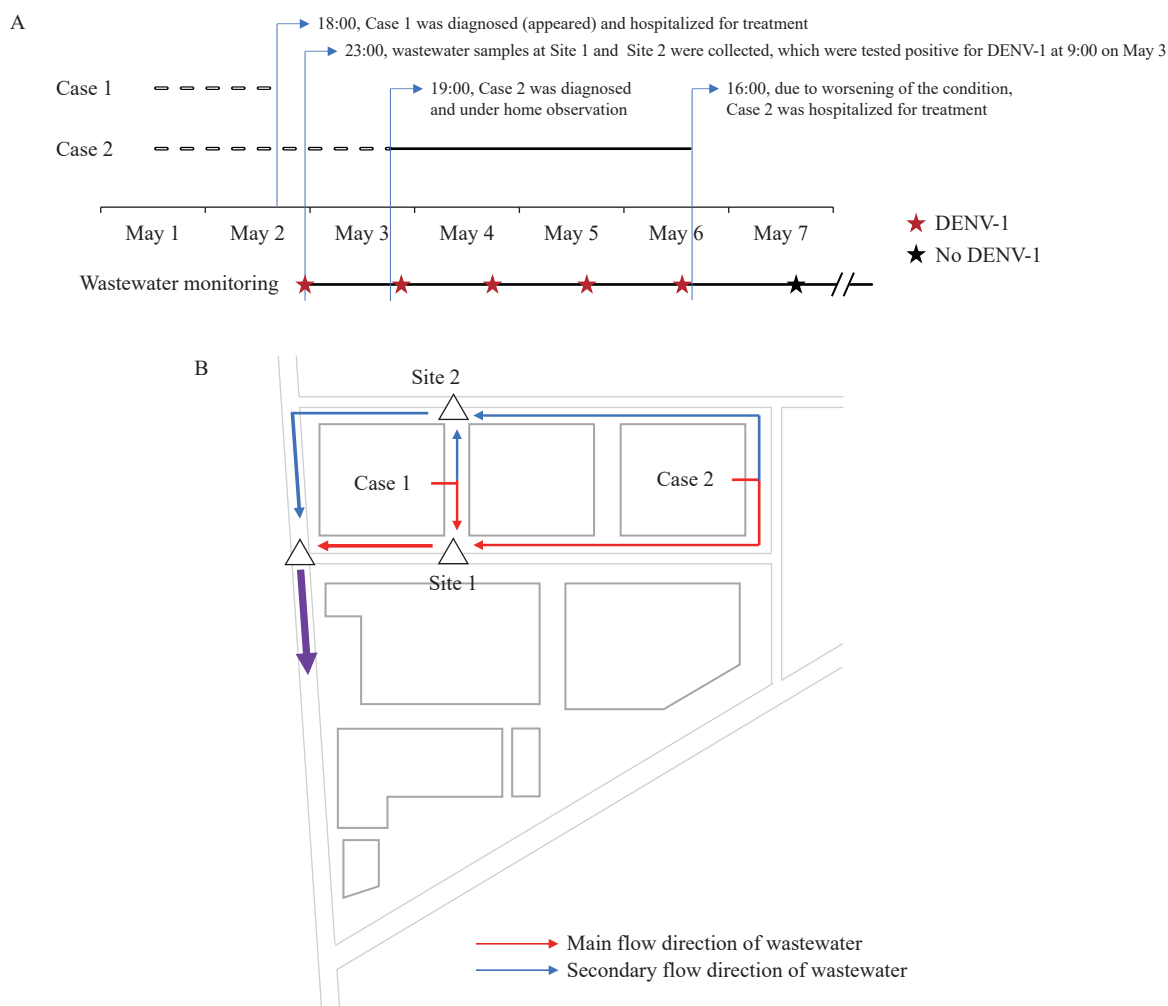 A
18:00, Case 1 was diagnosed (appeared) and hospitalized for treatment
23:00, wastewater samples at Site 1 and Site 2 were collected, which were tested positive for DENV-1 at 9:00 on May 3
Case 1
19:00, Case 2 was diagnosed
and under home observation
16:00, due to worsening of the condition,
Case 2 was hospitalized for treatment
Case 2
May 1 May 2 May 3 May 4 May 5 May 6 May 7
DENV-1
No DENV-1
Wastewater monitoring
B
Site 2
Case 1
Case 2
Site 1
Main flow direction of wastewater
Secondary flow direction of wastewater